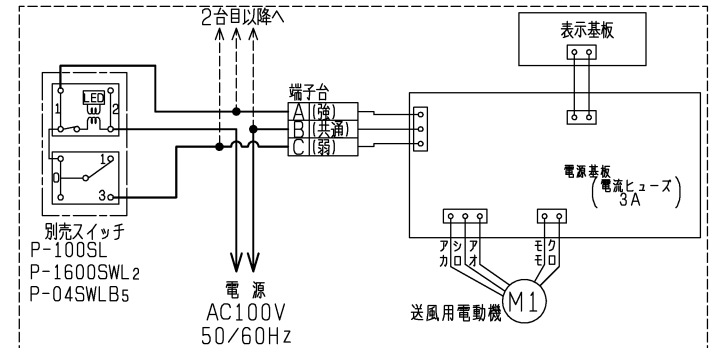 2台目以降へ
表示基板
端子台
LED
1
2
A (強)
B (共通)
C (弱)
1
0
3
電源基板
(電流ヒューズ)
3A
別売スイッチ
P-100SL
P-1600SWL2
P-04SWLB5
アカ
シロ
アオ
モモ
クロ
電源
AC100V
50/60Hz
送風用電動機
M1